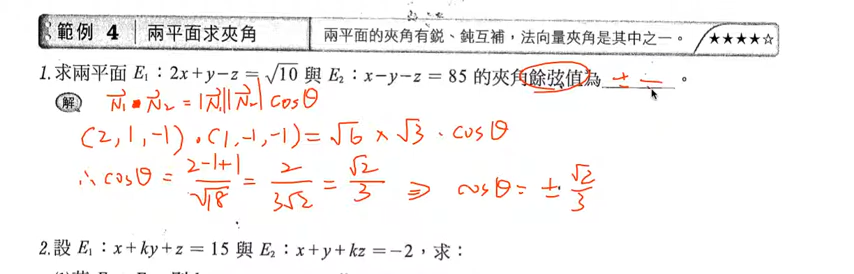 範例 4 兩平面求夾角 兩平面的夾角有銳、鈍互補，法向量夾角是其中之一。 ★★★★☆
1.求兩平面 E₁：2x+y−z=√10 與 E₂：x−y−z=85 的夾角餘弦值為 ± — 。
解 N₁⃗ • N₂⃗ = |N₁⃗||N₂⃗| cosθ
(2,1,-1)•(1,-1,-1)=√6 × √3 · cosθ
∴cosθ = (2-1+1)/√18 = 2/(3√2) = √2/3 ⇒ cosθ = ± √2/3
2.設 E₁：x+ky+z=15 與 E₂：x+y+kz=−2，求：